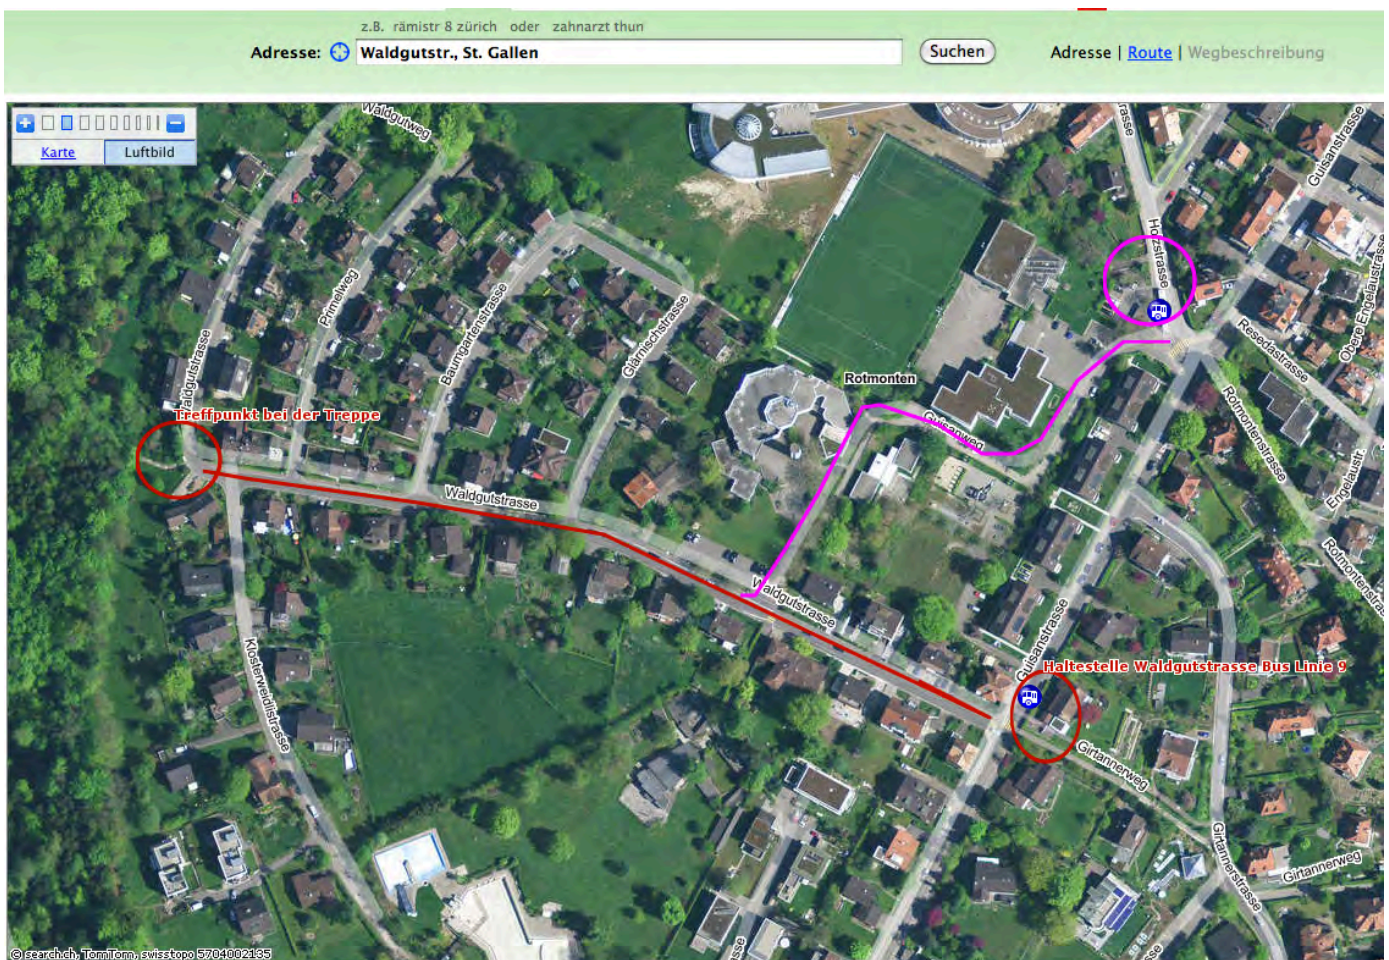 z.B. rämistr 8 zürich oder zahnarzt thun
Adresse: Waldgutstr., St. Gallen Suchen Adresse | Route | Wegbeschreibung
Karte Luftbild
Waldgutweg
Guisanstrasse
Holzstrasse
Primelweg
Baumgartenstrasse
Glärnischstrasse
Waldgutstrasse
Obere Engelaustrasse
Resedastrasse
Rotmonten
Treffpunkt bei der Treppe
Guisanweg
Rotmontenstrasse
Engelaustr.
Waldgutstrasse
Rotmontenstrasse
Waldgutstrasse
Guisanstrasse
Klosterweidlistrasse
Haltestelle Waldgutstrasse Bus Linie 9
Girtannerweg
Girtannerstrasse
Girtannerweg
© search.ch, TomTom, swisstopo 5704002135